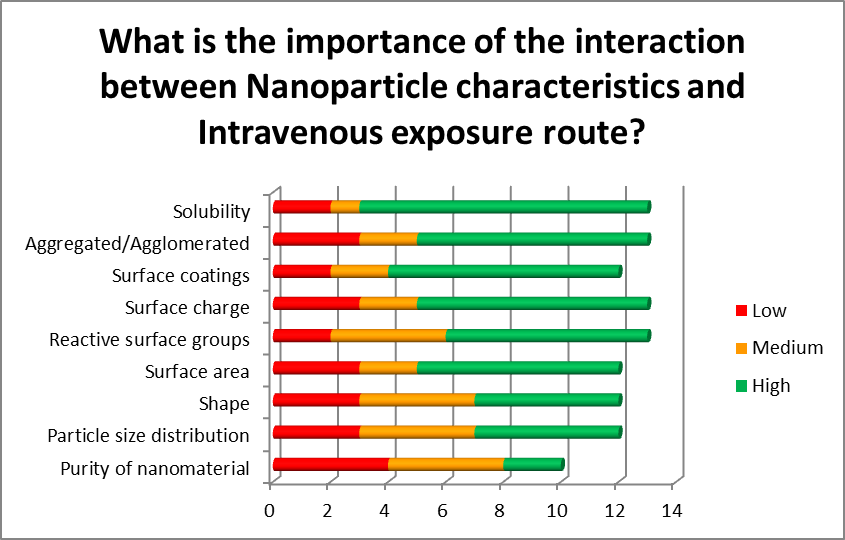 What is the importance of the interaction
between Nanoparticle characteristics and
Intravenous exposure route?
Solubility
Aggregated/Agglomerated
Surface coatings
Surface charge
Reactive surface groups
Surface area
Shape
Particle size distribution
Purity of nanomaterial
0 2 4 6 8 10 12 14
Low
Medium
High